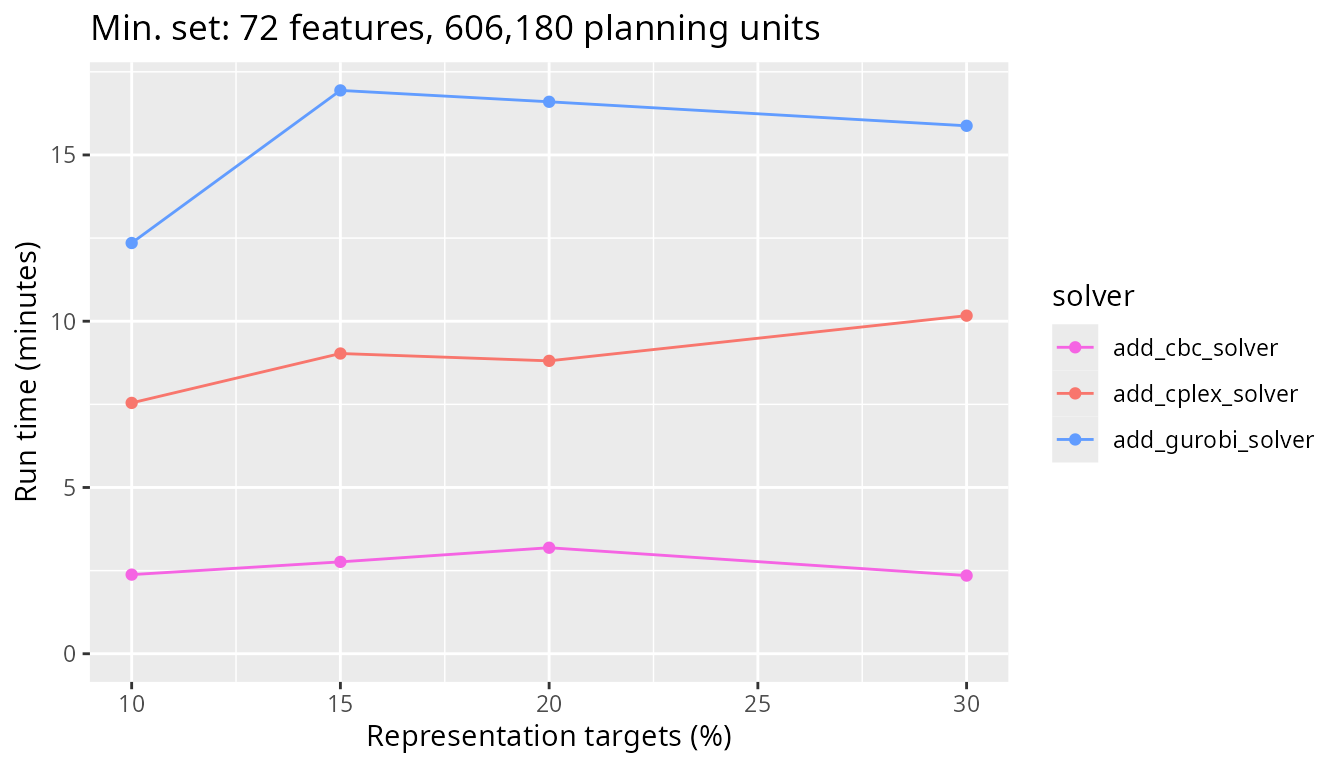 Min. set: 72 features, 606,180 planning units
Run time (minutes)
15
10
5
0
10 15 20 25 30
Representation targets (%)
solver
add_cbc_solver
add_cplex_solver
add_gurobi_solver